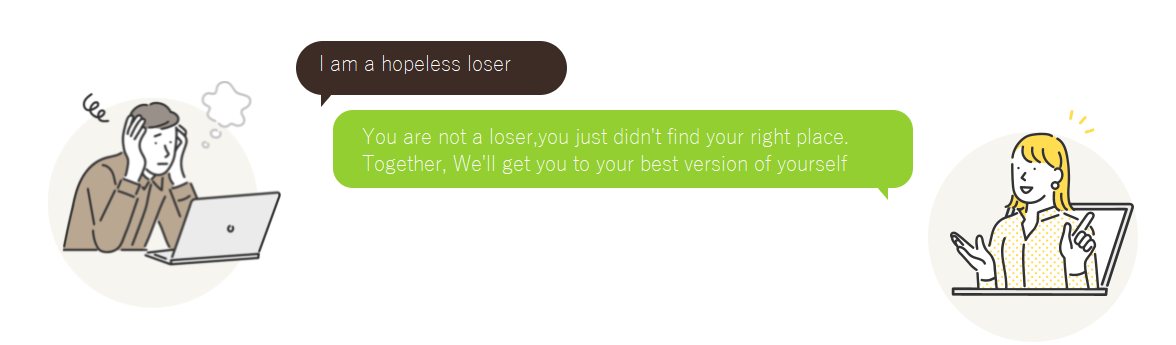 I am a hopeless loser
You are not a loser,you just didn't find your right place.
Together, We'll get you to your best version of yourself